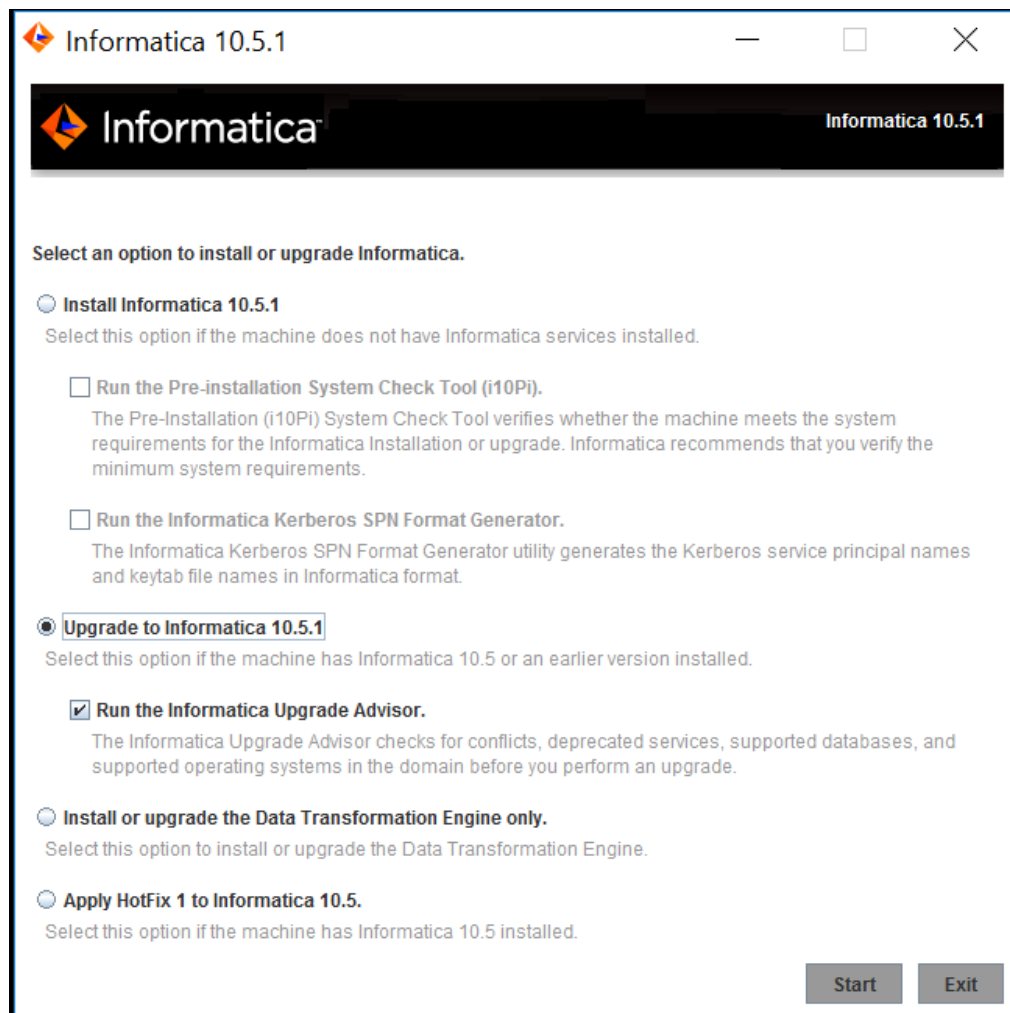 Informatica 10.5.1
Informatica™
Informatica 10.5.1
Select an option to install or upgrade Informatica.
Install Informatica 10.5.1
Select this option if the machine does not have Informatica services installed.
Run the Pre-installation System Check Tool (i10Pi).
The Pre-Installation (i10Pi) System Check Tool verifies whether the machine meets the system
requirements for the Informatica Installation or upgrade. Informatica recommends that you verify the
minimum system requirements.
Run the Informatica Kerberos SPN Format Generator.
The Informatica Kerberos SPN Format Generator utility generates the Kerberos service principal names
and keytab file names in Informatica format.
Upgrade to Informatica 10.5.1
Select this option if the machine has Informatica 10.5 or an earlier version installed.
Run the Informatica Upgrade Advisor.
The Informatica Upgrade Advisor checks for conflicts, deprecated services, supported databases, and
supported operating systems in the domain before you perform an upgrade.
Install or upgrade the Data Transformation Engine only.
Select this option to install or upgrade the Data Transformation Engine.
Apply HotFix 1 to Informatica 10.5.
Select this option if the machine has Informatica 10.5 installed.
Start Exit